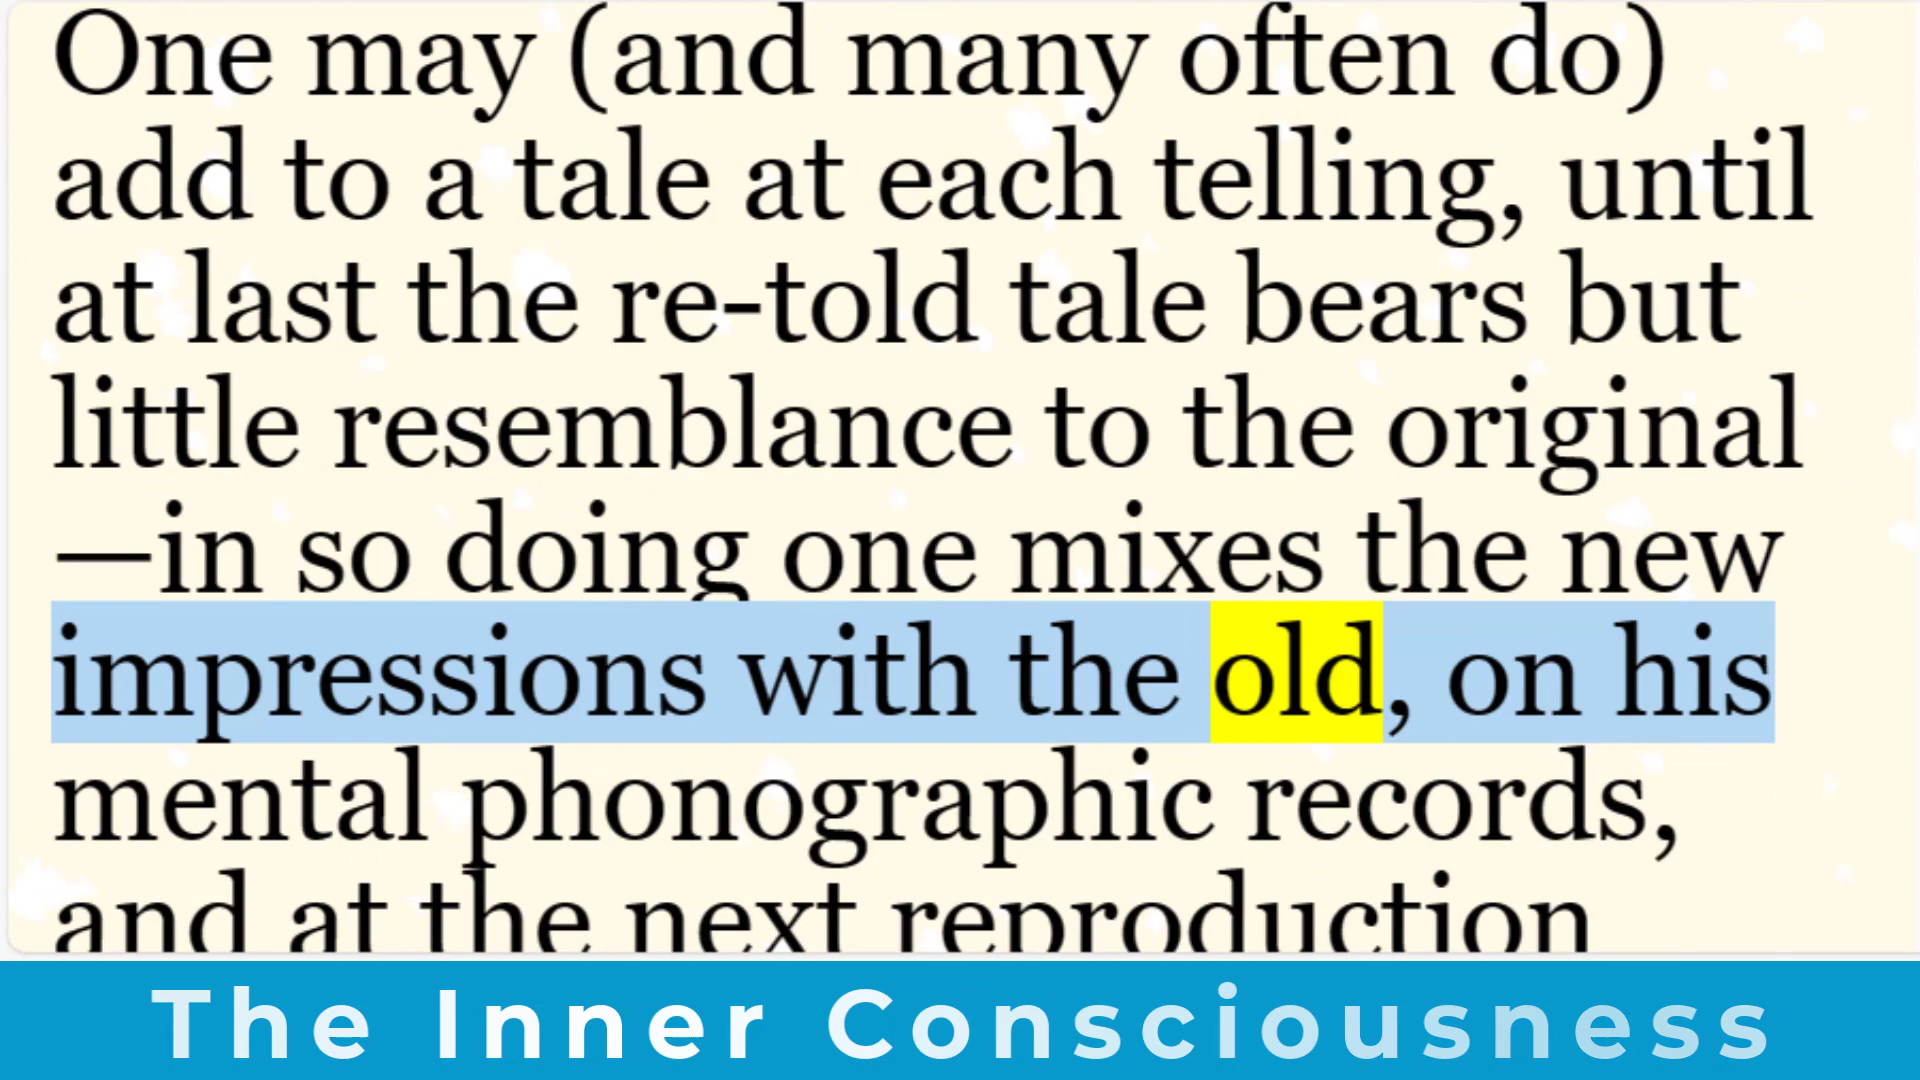 One may (and many often do)
add to a tale at each telling, until
at last the re-told tale bears but
little resemblance to the original
—in so doing one mixes the new
impressions with the old, on his
mental phonographic records,
and at the next reproduction
The Inner Consciousness